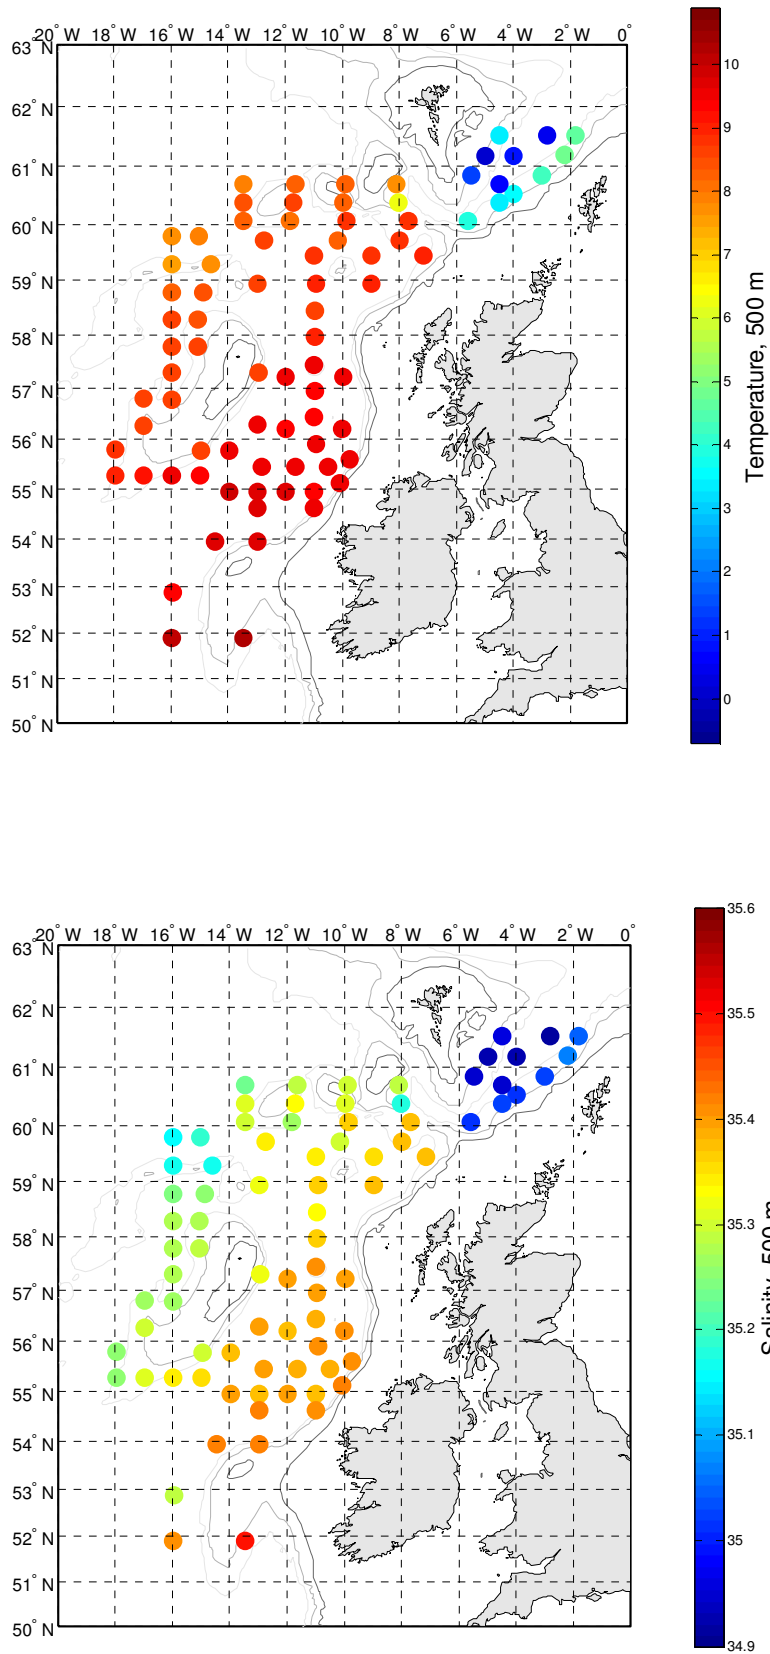 20° W 18° W 16° W 14° W 12° W 10° W 8° W 6° W 4° W 2° W 0°
63° N
62° N
61° N
60° N
59° N
58° N
57° N
56° N
55° N
54° N
53° N
52° N
51° N
50° N
10
9
8
7
6
5
4
3
2
1
0
Temperature, 500 m
20° W 18° W 16° W 14° W 12° W 10° W 8° W 6° W 4° W 2° W 0°
63° N
62° N
61° N
60° N
59° N
58° N
57° N
56° N
55° N
54° N
53° N
52° N
51° N
50° N
35.6
35.5
35.4
35.3
35.2
35.1
35
34.9
Salinity, 500 m